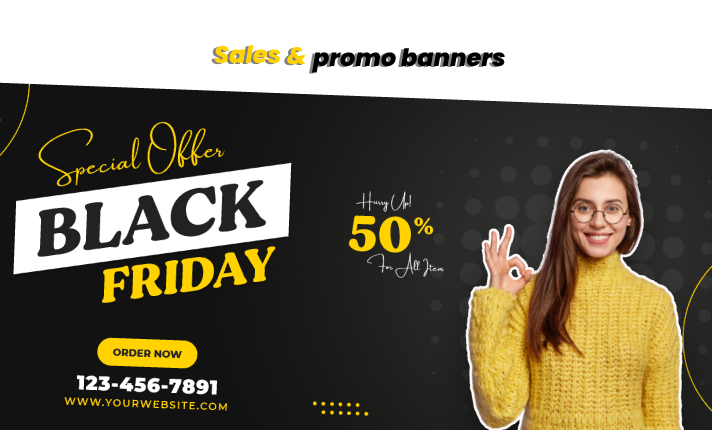 Sales & promo banners
Special Offer
BLACK
FRIDAY
Hurry Up!
50%
For All Item
ORDER NOW
123-456-7891
WWW.YOURWEBSITE.COM